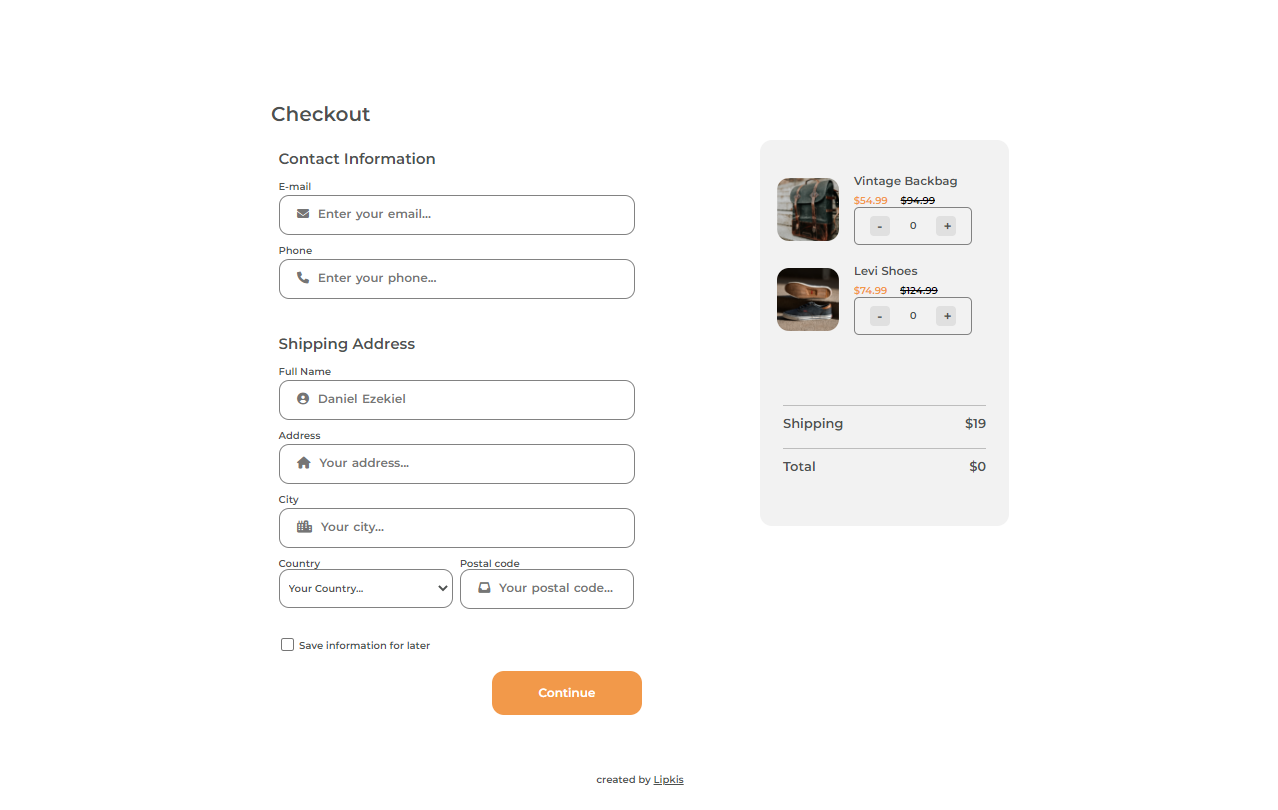 Checkout
Contact Information
E-mail
Enter your email...
Phone
Enter your phone...
Shipping Address
Full Name
Daniel Ezekiel
Address
Your address...
City
Your city...
Country Postal code
Your Country... Your postal code...
Save information for later
Continue
Vintage Backbag
$54.99 $94.99
- 0 +
Levi Shoes
$74.99 $124.99
- 0 +
Shipping $19
Total $0
created by Lipkis